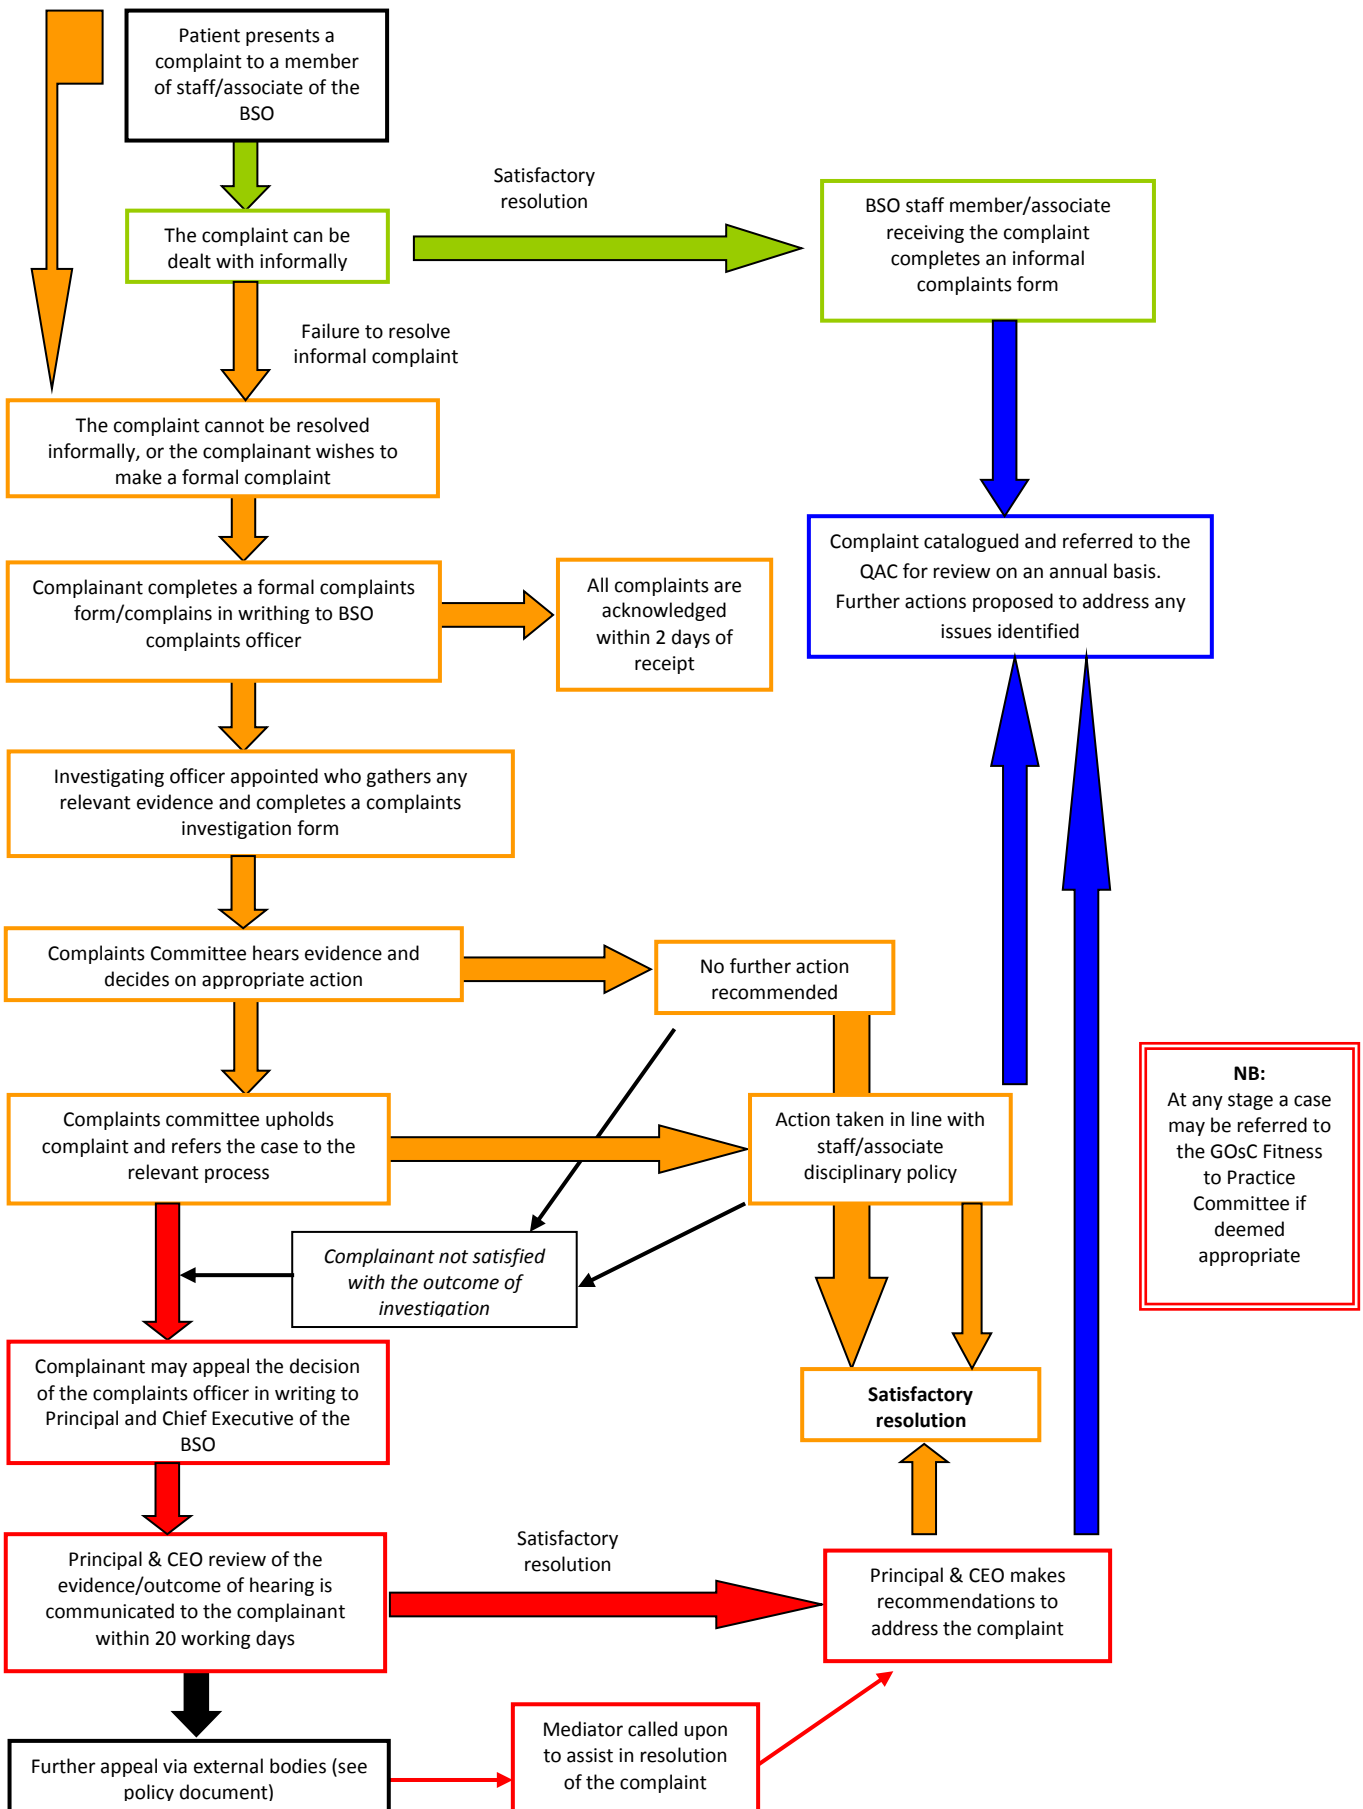 Patient presents a
complaint to a member
of staff/associate of the
BSO
Satisfactory
resolution
The complaint can be
dealt with informally
BSO staff member/associate
receiving the complaint
completes an informal
complaints form
Failure to resolve
informal complaint
The complaint cannot be resolved
informally, or the complainant wishes to
make a formal complaint
Complaint catalogued and referred to the
QAC for review on an annual basis.
Further actions proposed to address any
issues identified
Complainant completes a formal complaints
form/complains in writhing to BSO
complaints officer
All complaints are
acknowledged
within 2 days of
receipt
Investigating officer appointed who gathers any
relevant evidence and completes a complaints
investigation form
Complaints Committee hears evidence and
decides on appropriate action
No further action
recommended
NB:
At any stage a case
may be referred to
the GOsC Fitness
to Practice
Committee if
deemed
appropriate
Complaints committee upholds
complaint and refers the case to the
relevant process
Action taken in line with
staff/associate
disciplinary policy
Complainant not satisfied
with the outcome of
investigation
Complainant may appeal the decision
of the complaints officer in writing to
Principal and Chief Executive of the
BSO
Satisfactory
resolution
Principal & CEO review of the
evidence/outcome of hearing is
communicated to the complainant
within 20 working days
Satisfactory
resolution
Principal & CEO makes
recommendations to
address the complaint
Further appeal via external bodies (see
policy document)
Mediator called upon
to assist in resolution
of the complaint